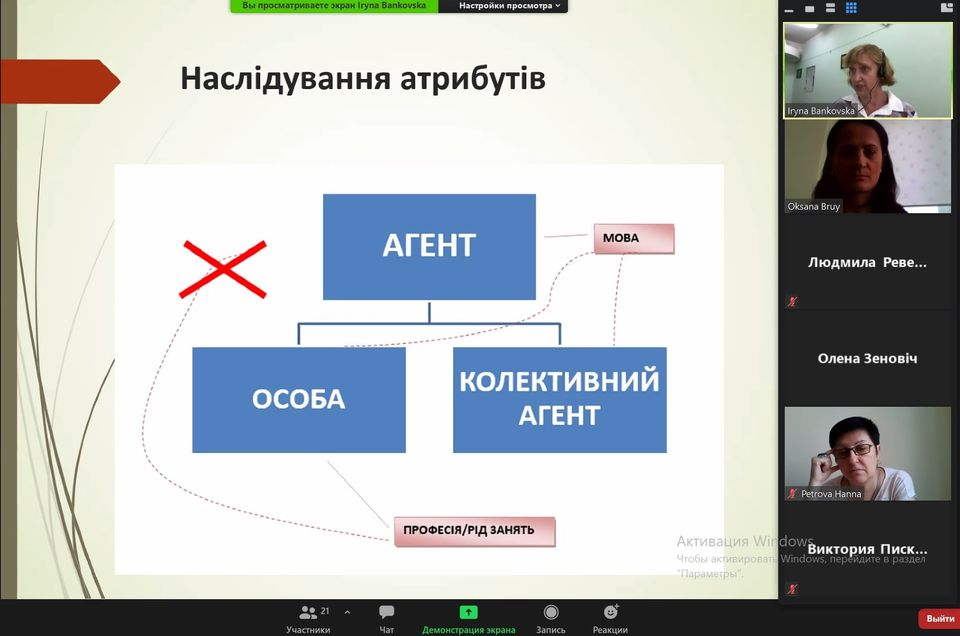 Вы просматриваете экран Iryna Bankovska
Настройки просмотра
Наслідування атрибутів
АГЕНТ
МОВА
ОСОБА
КОЛЕКТИВНИЙ
АГЕНТ
ПРОФЕСІЯ/РІД ЗАНЯТЬ
Iryna Bankovska
Oksana Bruy
Людмила Реве...
Олена Зеновіч
Petrova Hanna
Виктория Писк...
Активация Windows
Чтобы активировать Windows, перейдите в раздел
"Параметры".
21
Участники
Чат
Демонстрация экрана
Запись
Реакции
Выйти